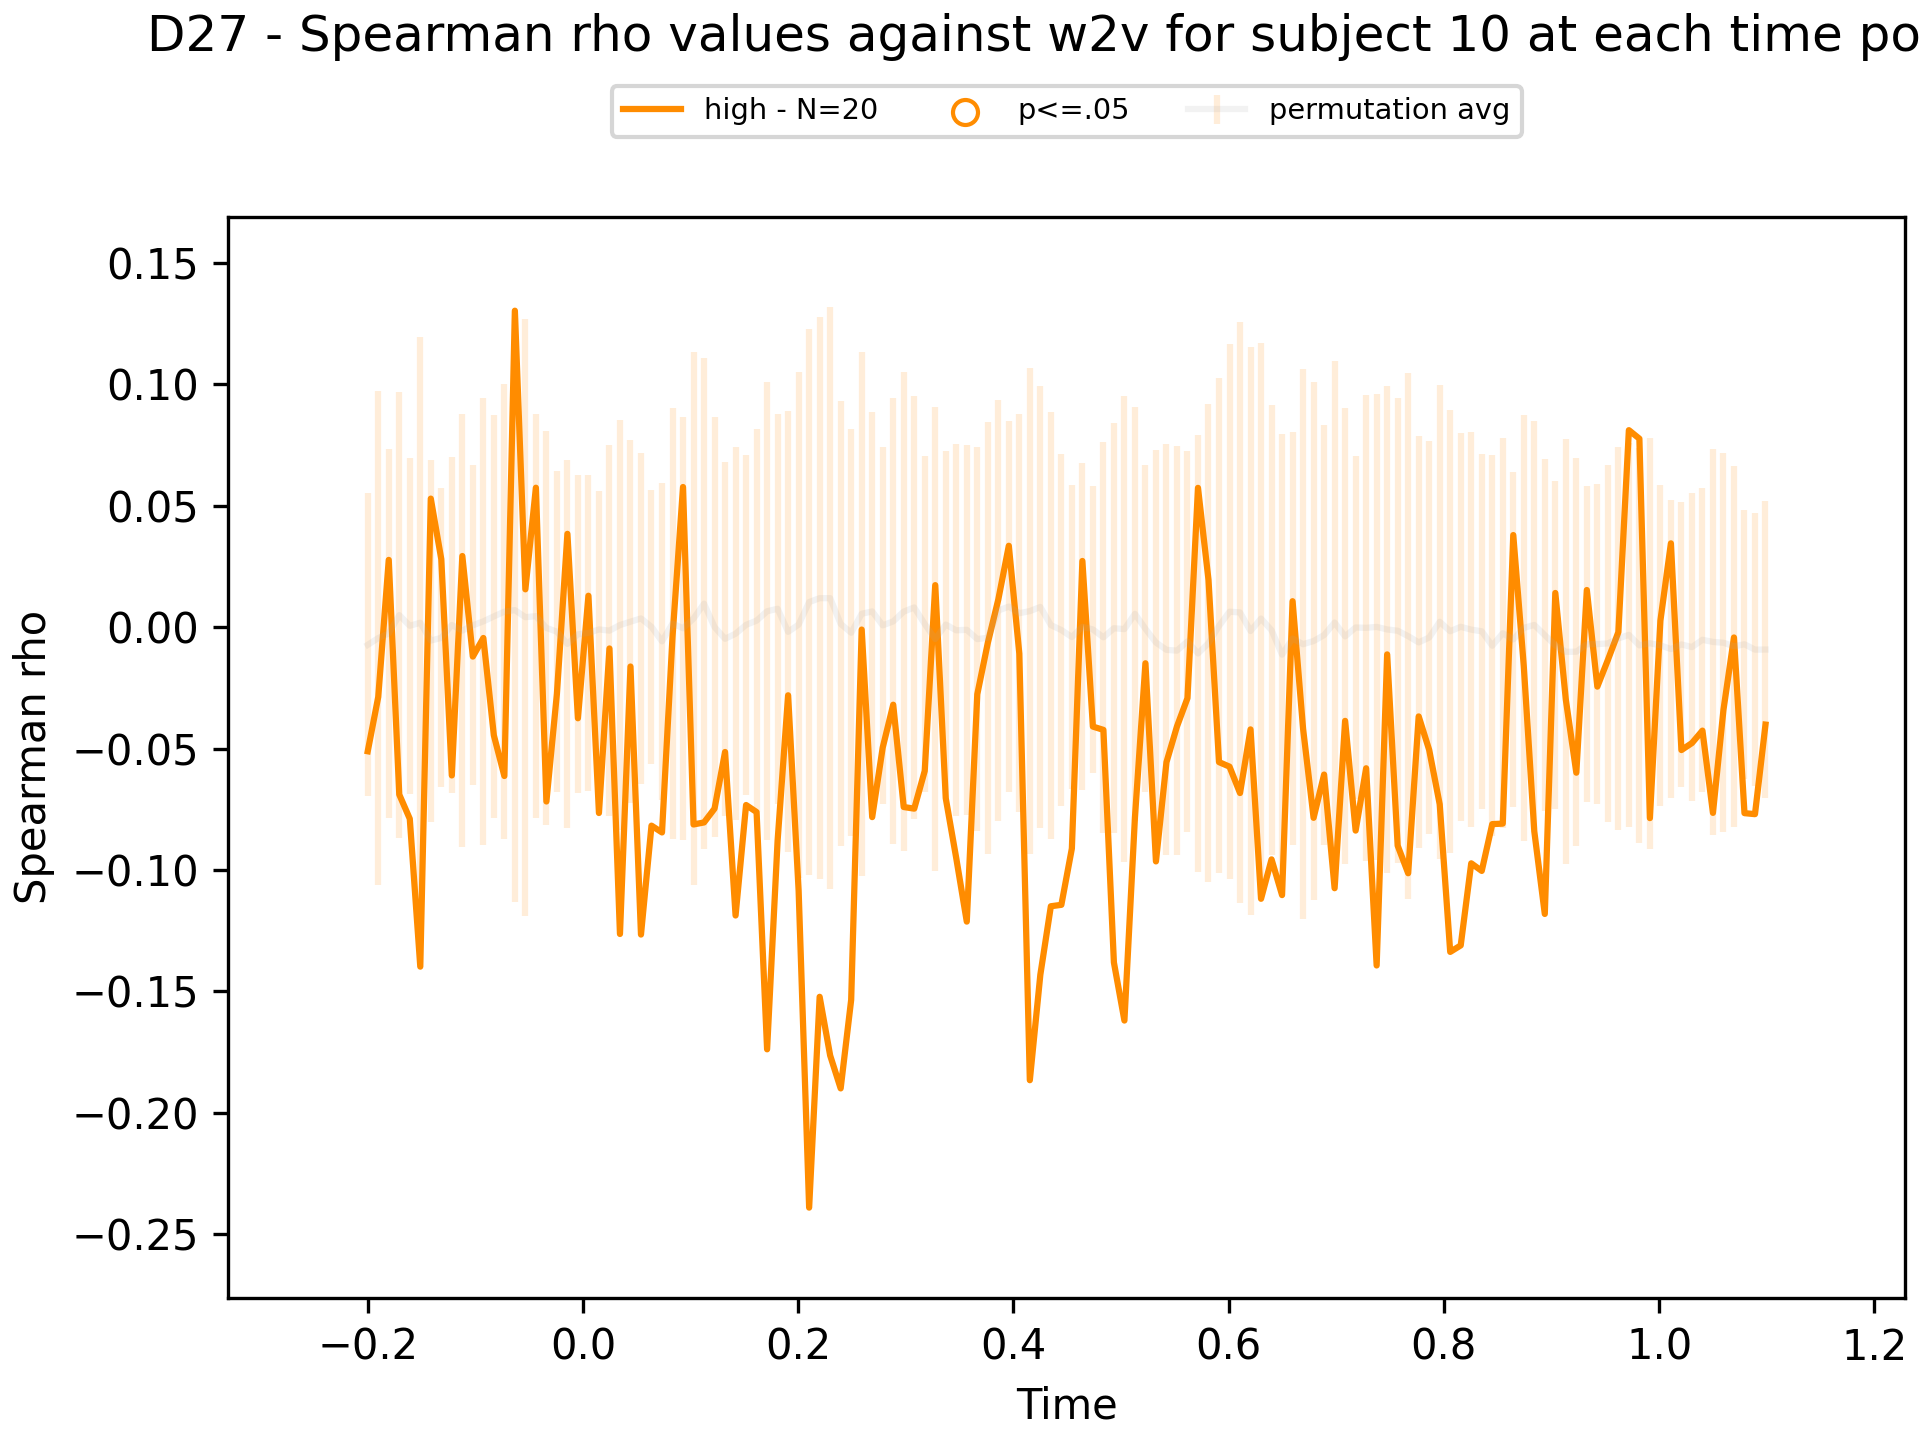 D27 - Spearman rho values against w2v for subject 10 at each time po
high - N=20 p<=.05 permutation avg
0.15
0.10
0.05
0.00
−0.05
−0.10
−0.15
−0.20
−0.25
Spearman rho
−0.2 0.0 0.2 0.4 0.6 0.8 1.0 1.2
Time